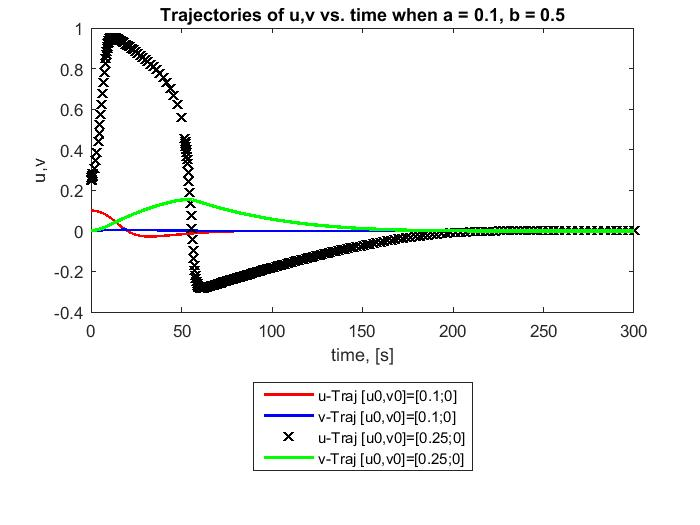 Trajectories of u,v vs. time when a = 0.1, b = 0.5
1
0.8
0.6
0.4
0.2
0
-0.2
-0.4
u,v
0 50 100 150 200 250 300
time, [s]
u-Traj [u0,v0]=[0.1;0]
v-Traj [u0,v0]=[0.1;0]
u-Traj [u0,v0]=[0.25;0]
v-Traj [u0,v0]=[0.25;0]